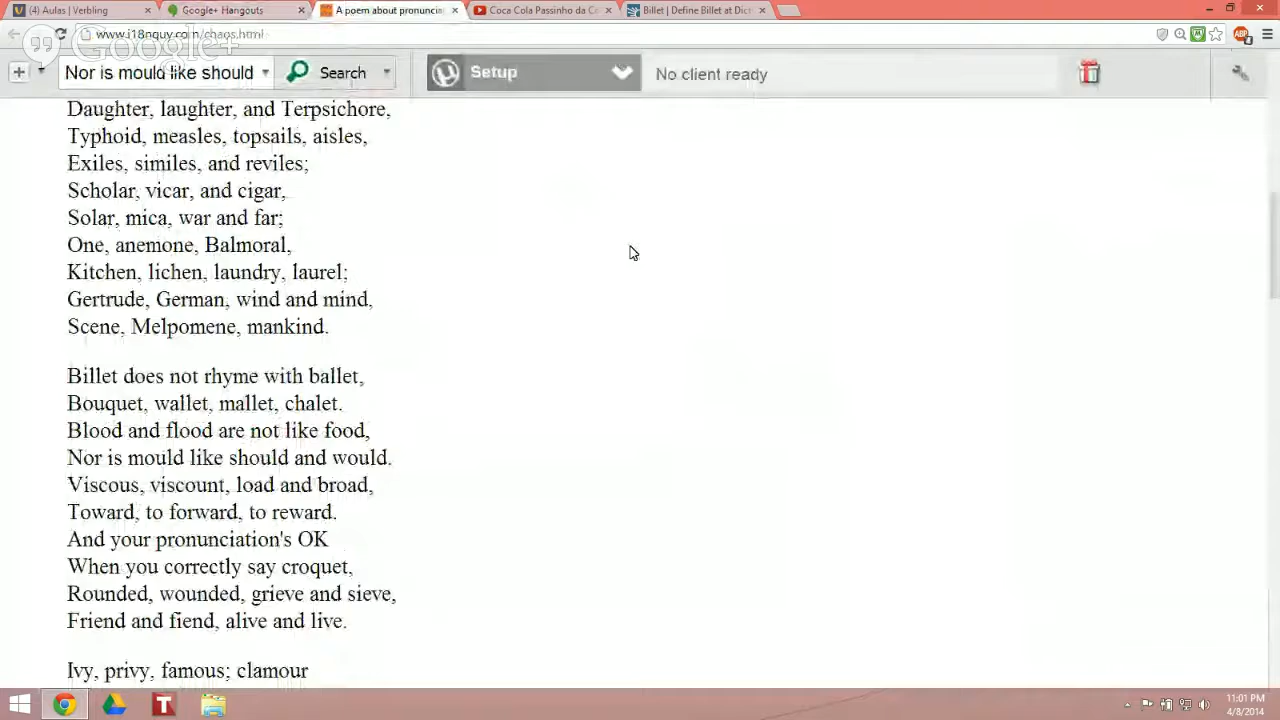 (4) Aulas | Verbling
Google+ Hangouts
A poem about pronuncia
Coca Cola Passinho da C
Billet | Define Billet at Dict
www.i18nguy.com/chaos.html
Google+
Nor is mould like should
Search
Setup
No client ready
Daughter, laughter, and Terpsichore,
Typhoid, measles, topsails, aisles,
Exiles, similes, and reviles;
Scholar, vicar, and cigar,
Solar, mica, war and far;
One, anemone, Balmoral,
Kitchen, lichen, laundry, laurel;
Gertrude, German, wind and mind,
Scene, Melpomene, mankind.
Billet does not rhyme with ballet,
Bouquet, wallet, mallet, chalet.
Blood and flood are not like food,
Nor is mould like should and would.
Viscous, viscount, load and broad,
Toward, to forward, to reward.
And your pronunciation's OK
When you correctly say croquet,
Rounded, wounded, grieve and sieve,
Friend and fiend, alive and live.
Ivy, privy, famous; clamour
11:01 PM
4/8/2014